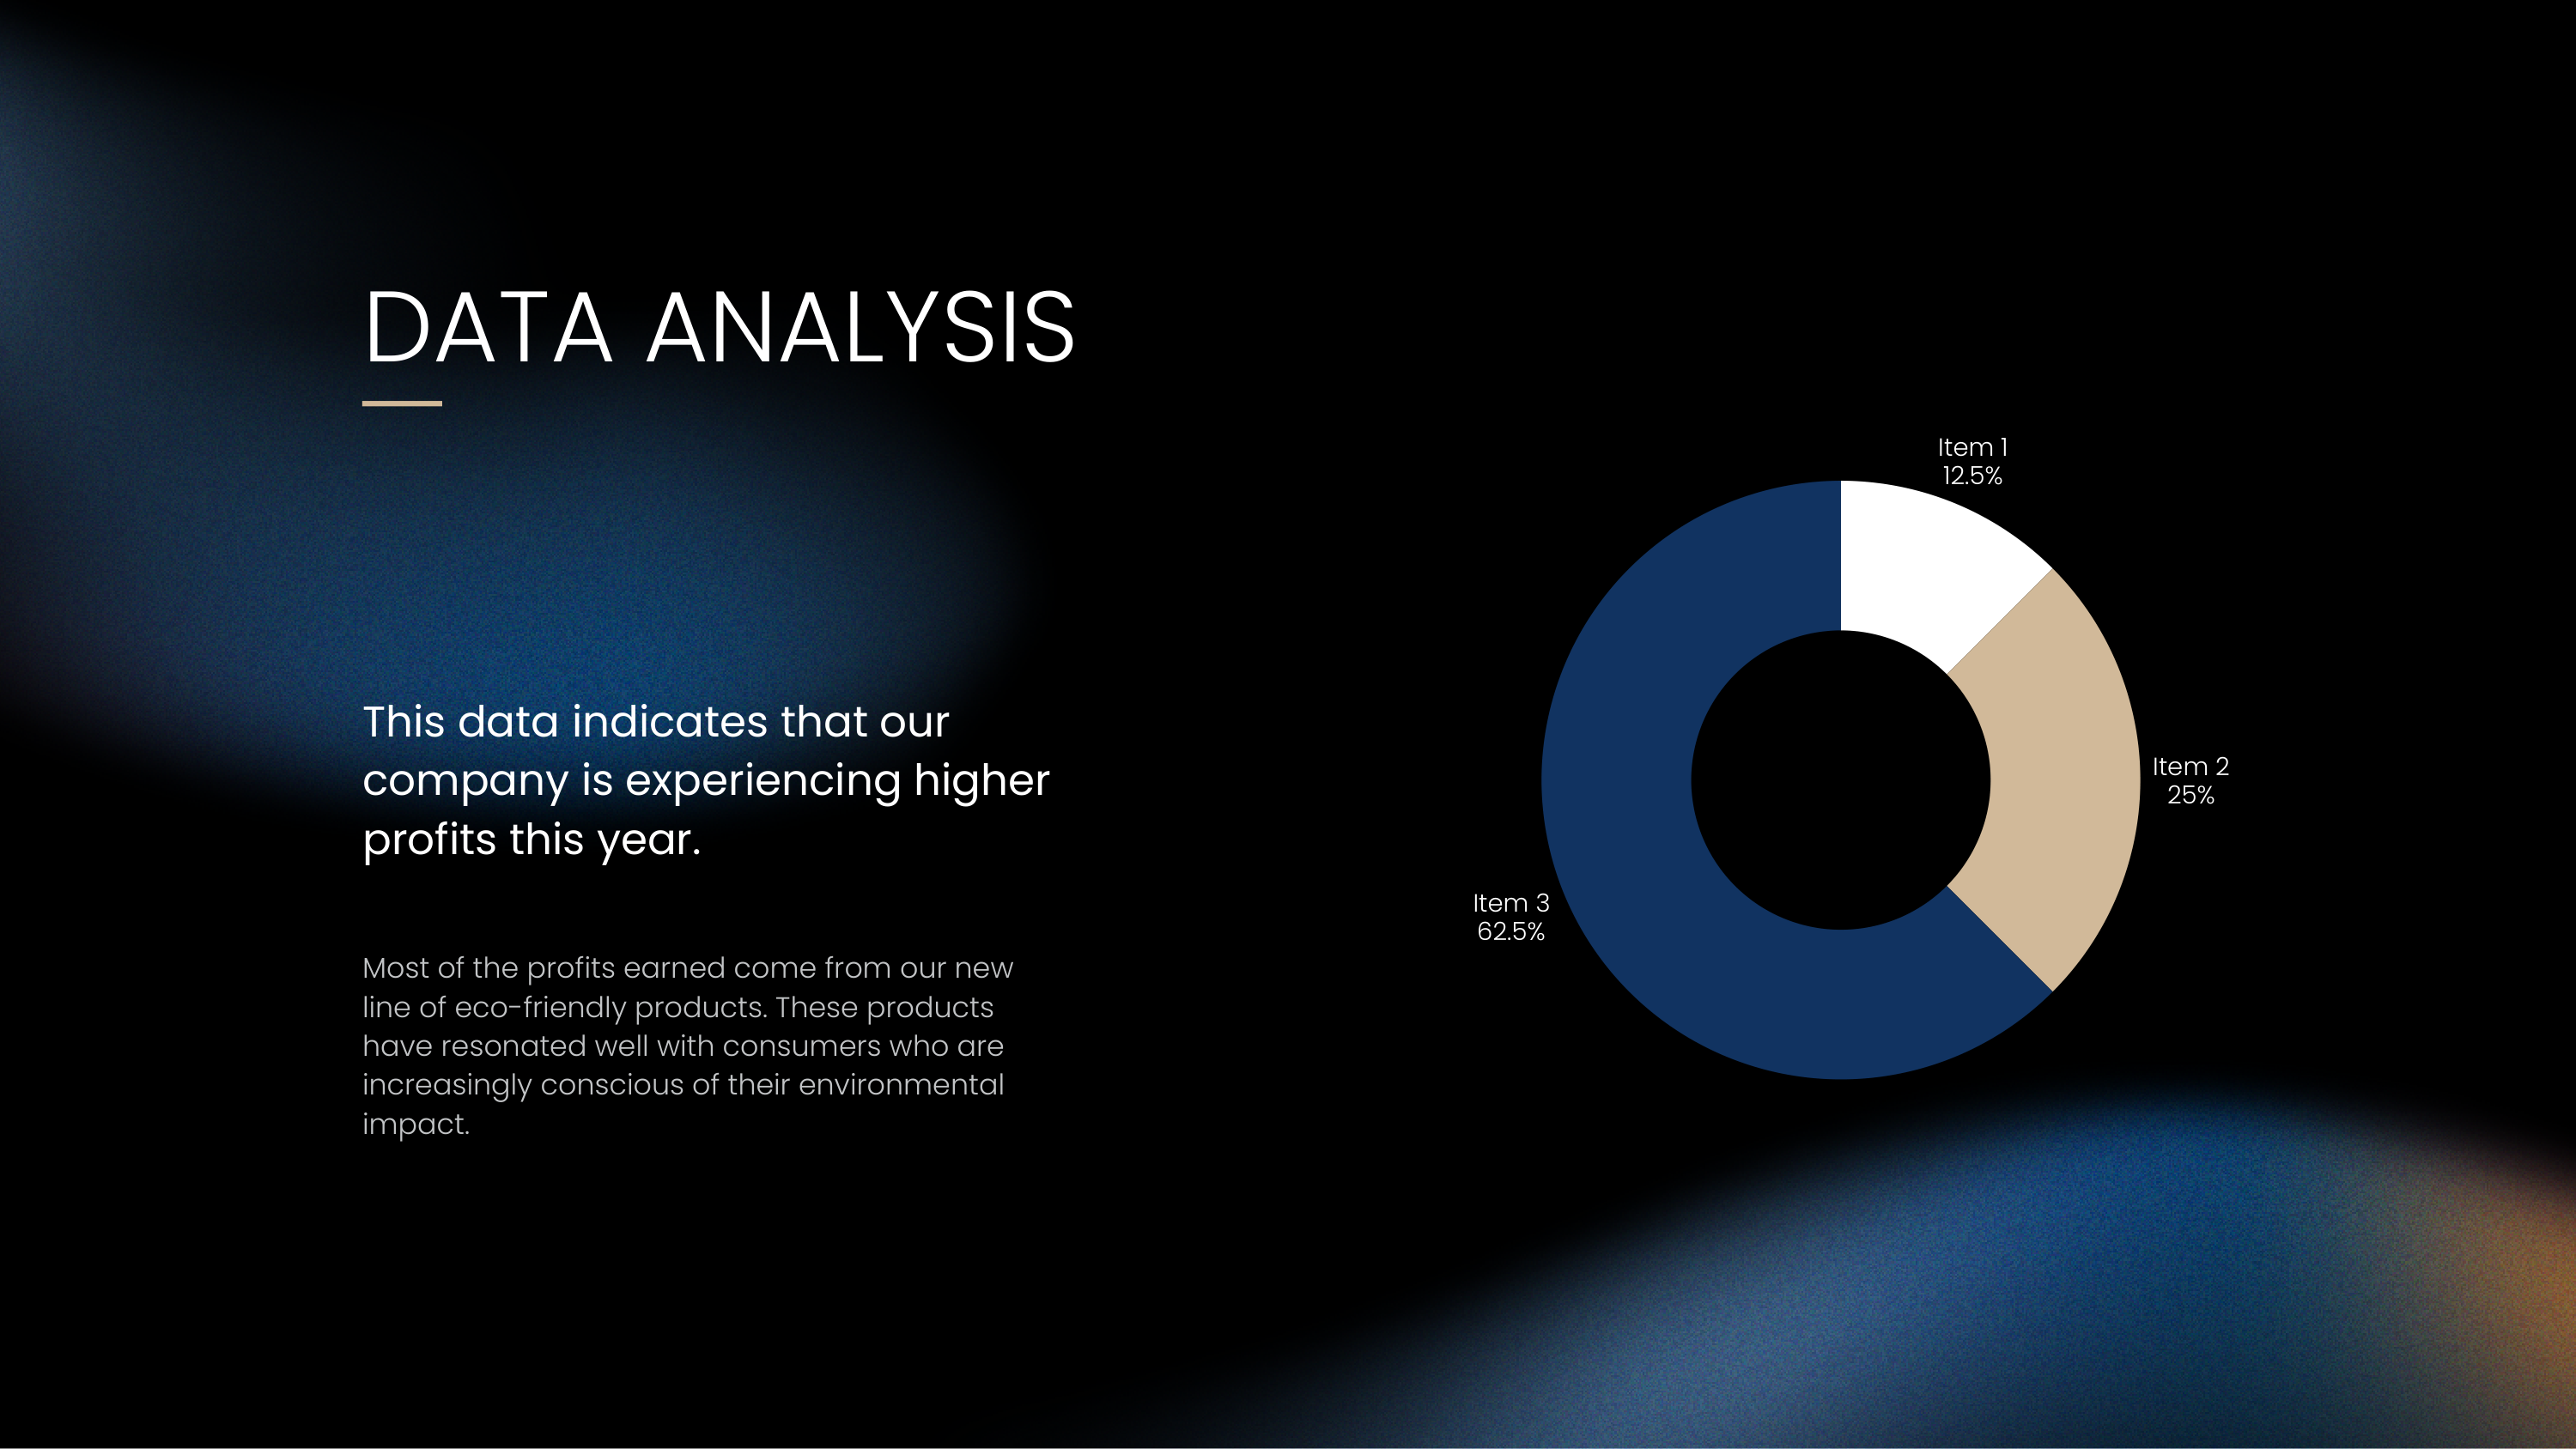 DATA ANALYSIS
This data indicates that our
company is experiencing higher
profits this year.
Most of the profits earned come from our new
line of eco-friendly products. These products
have resonated well with consumers who are
increasingly conscious of their environmental
impact.
Item 1
12.5%
Item 2
25%
Item 3
62.5%